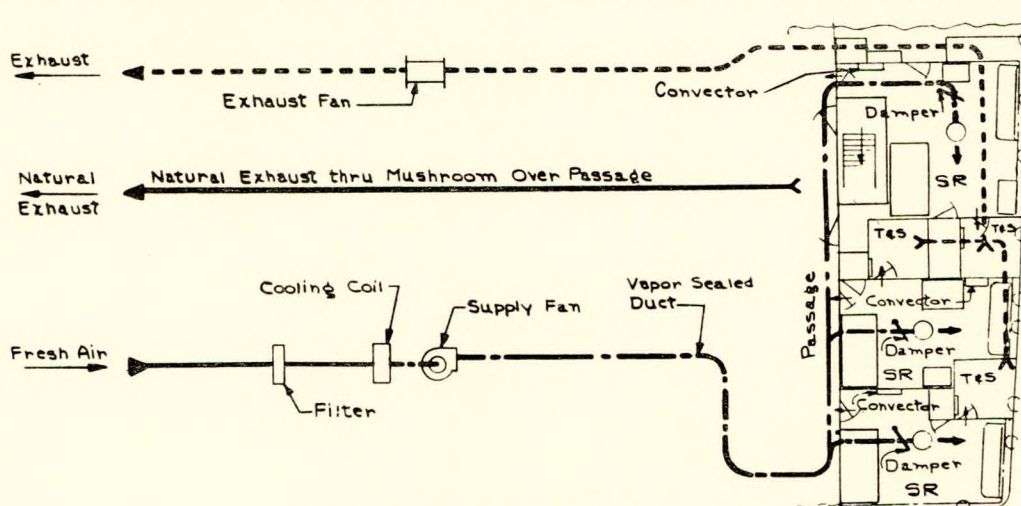 Exhaust
Exhaust Fan
Convector
Damper
Natural
Exhaust
Natural Exhaust thru Mushroom Over Passage
SR
T&S
T&S
Cooling Coil
Supply Fan
Vapor Sealed
Duct
Passage
Convector
Fresh Air
Filter
Damper
SR
T&S
Convector
Damper
SR